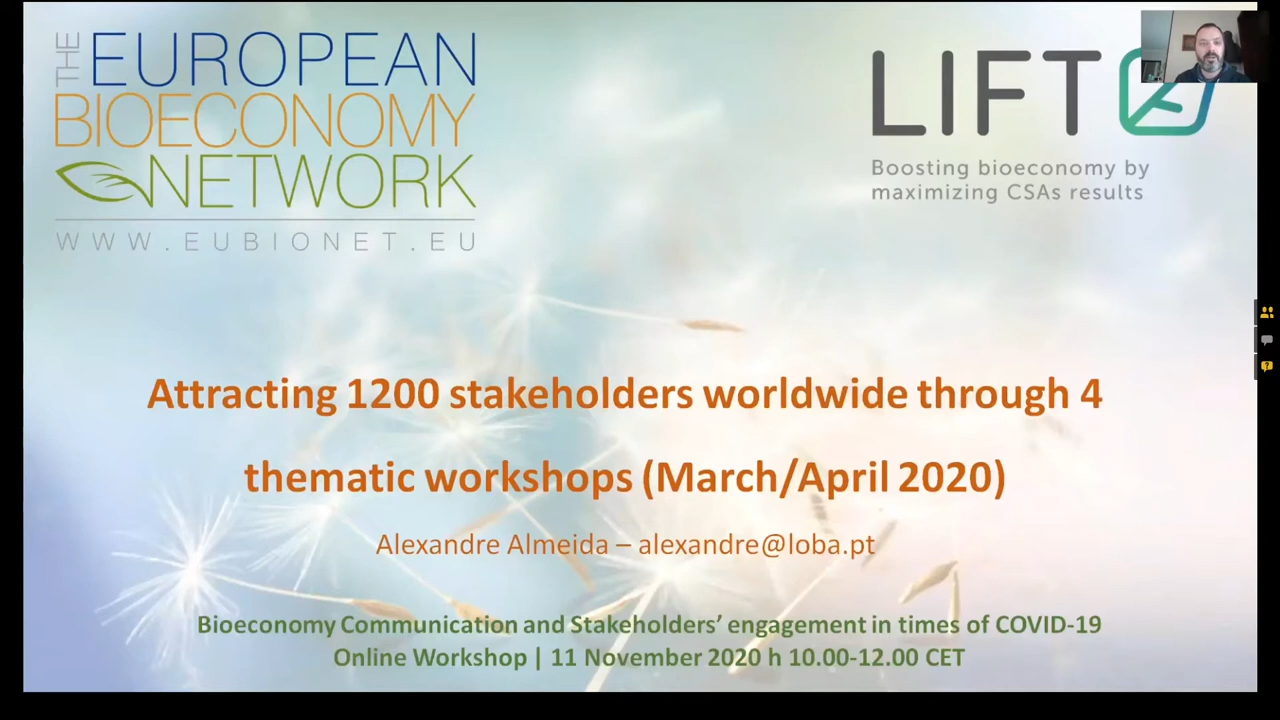 THE EUROPEAN
BIOECONOMY
NETWORK
WWW.EUBIONET.EU
LIFT
Boosting bioeconomy by
maximizing CSAs results
Attracting 1200 stakeholders worldwide through 4
thematic workshops (March/April 2020)
Alexandre Almeida – alexandre@loba.pt
Bioeconomy Communication and Stakeholders’ engagement in times of COVID-19
Online Workshop | 11 November 2020 h 10.00-12.00 CET